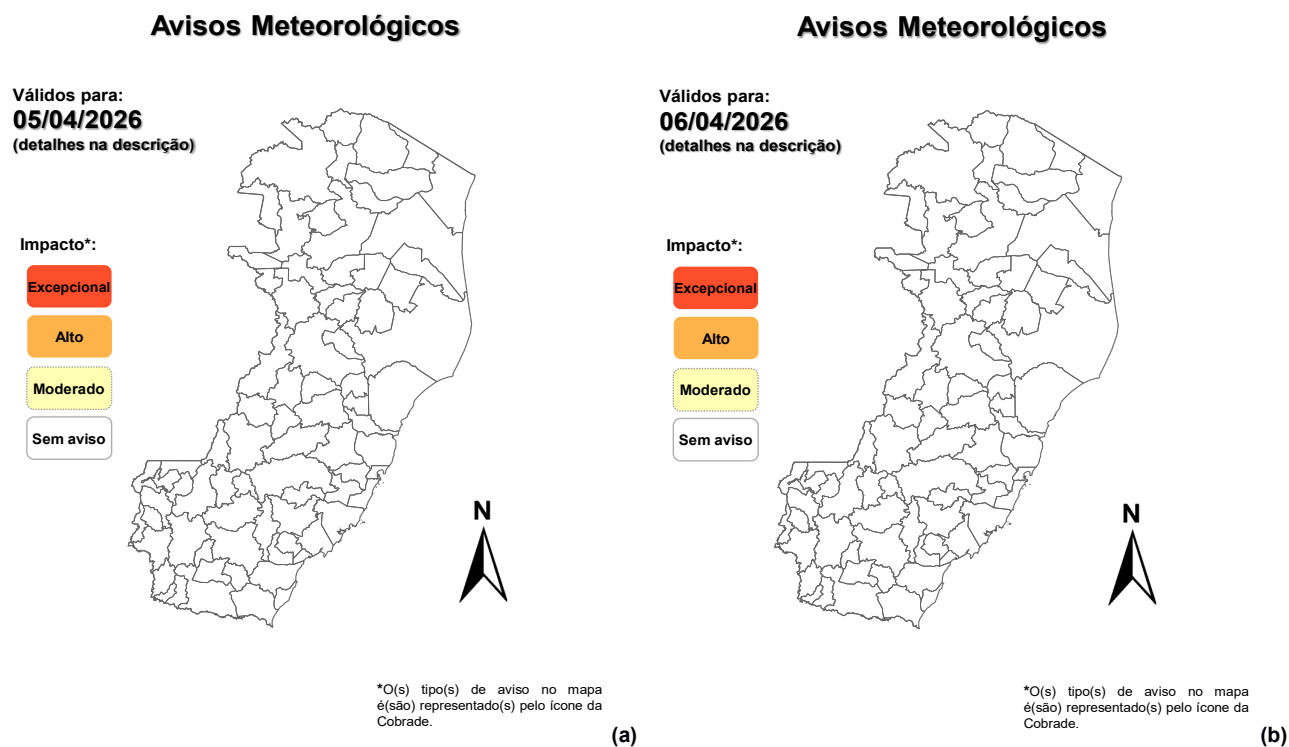 Avisos Meteorológicos
Válidos para:
05/04/2026
(detalhes na descrição)
Impacto*:
Excepcional
Alto
Moderado
Sem aviso
N
*O(s) tipo(s) de aviso no mapa
é(são) representado(s) pelo ícone da
Cobrade.
(a)
Avisos Meteorológicos
Válidos para:
06/04/2026
(detalhes na descrição)
Impacto*:
Excepcional
Alto
Moderado
Sem aviso
N
*O(s) tipo(s) de aviso no mapa
é(são) representado(s) pelo ícone da
Cobrade.
(b)